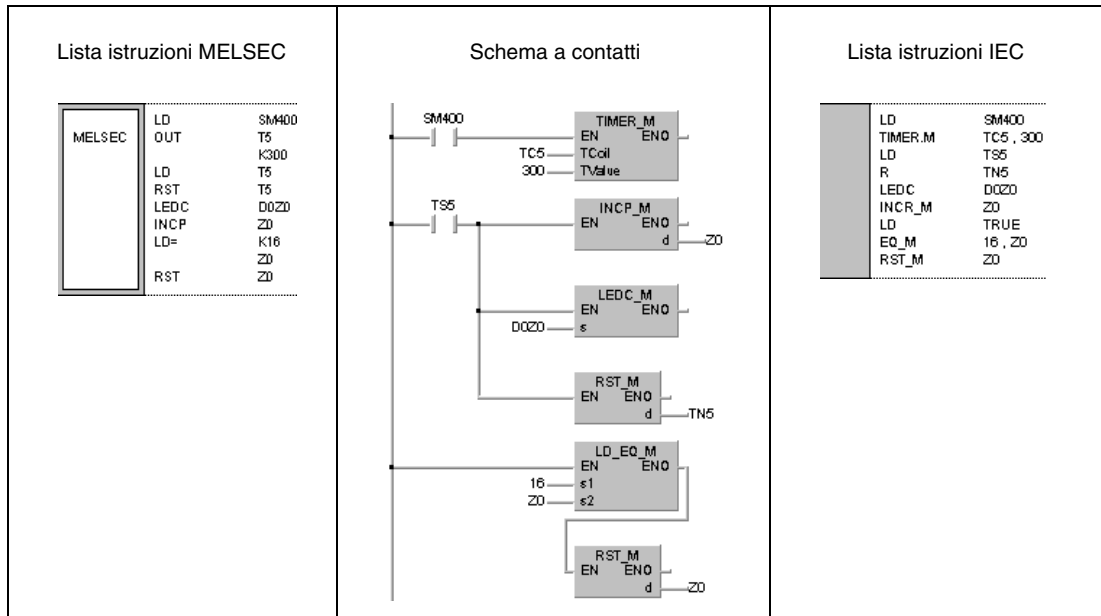 Lista istruzioni MELSEC
MELSEC
LD SM400
OUT T5
K300
LD T5
RST T5
LEDC D0Z0
INCP Z0
LD= K16
Z0
RST Z0
Schema a contatti
SM400
TIMER_M
EN ENO
TC5 TCoil
300 TValue
TS5
INCP_M
EN ENO
d Z0
LEDC_M
EN ENO
D0Z0 s
RST_M
EN ENO
d TN5
LD_EQ_M
EN ENO
16 s1
Z0 s2
RST_M
EN ENO
d Z0
Lista istruzioni IEC
LD SM400
TIMER.M TC5 , 300
LD TS5
R TN5
LEDC D0Z0
INCR_M Z0
LD TRUE
EQ_M 16 , Z0
RST_M Z0